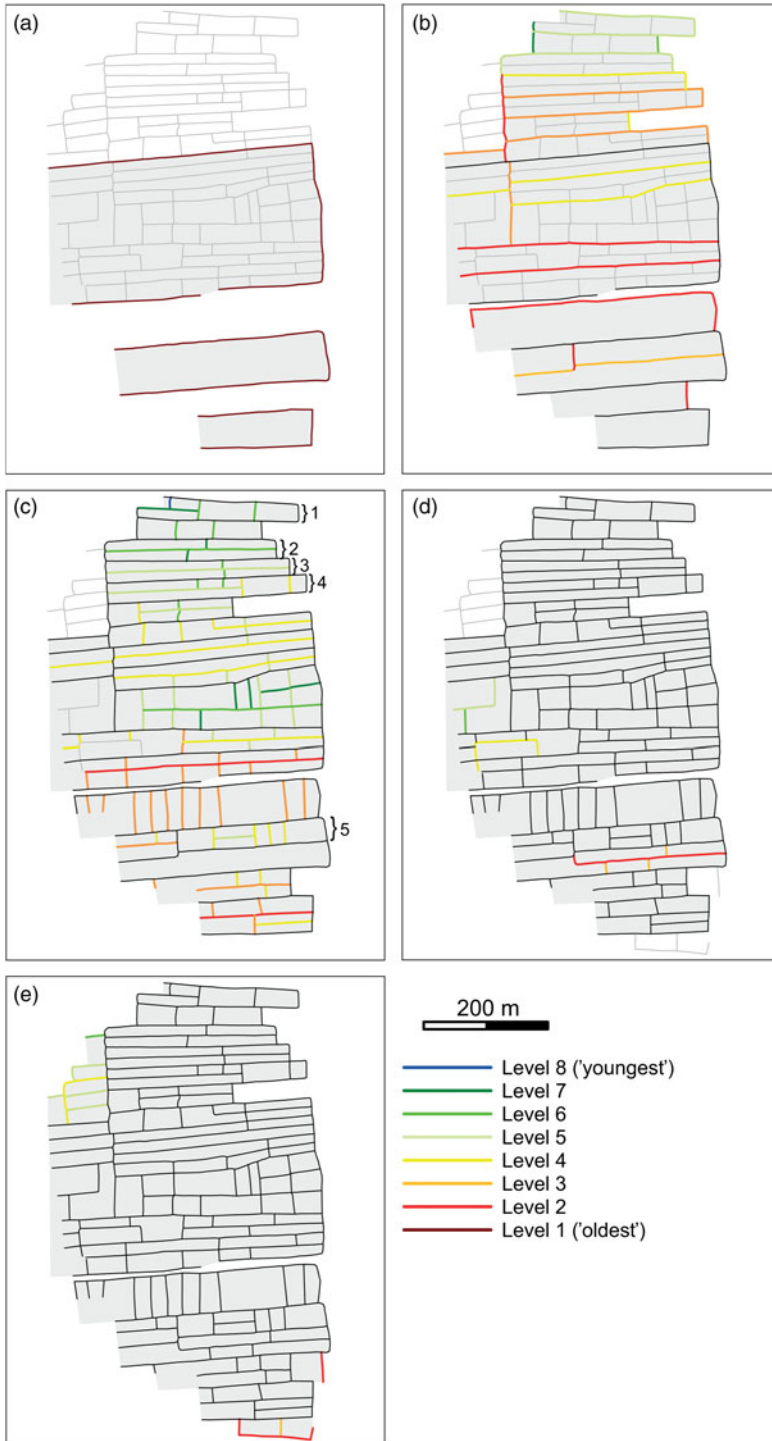 (a)
(b)
(c)
}1
}2
}3
}4
}5
(d)
(e)
200 m
Level 8 ('youngest')
Level 7
Level 6
Level 5
Level 4
Level 3
Level 2
Level 1 ('oldest')